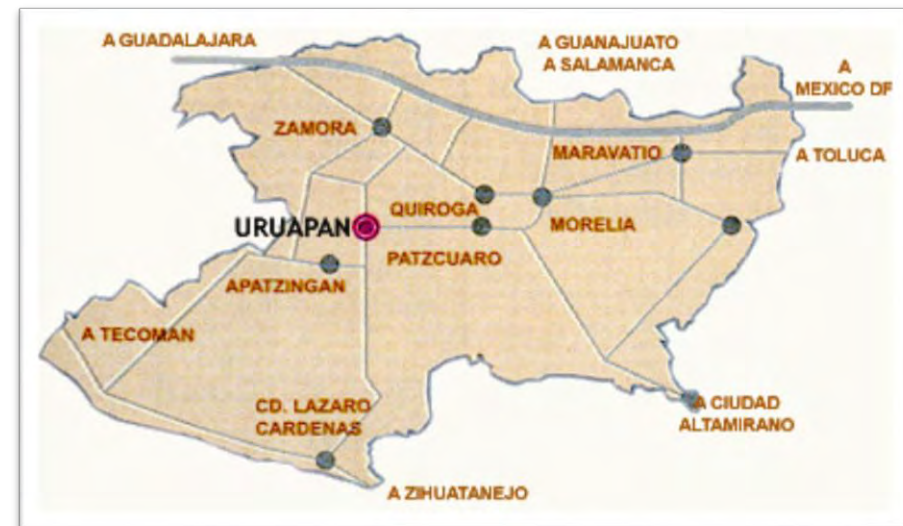 A GUADALAJARA
A GUANAJUATO
A SALAMANCA
A
MEXICO DF
ZAMORA
MARAVATIO
A TOLUCA
QUIROGA
URUAPAN
MORELIA
PATZCUARO
APATZINGAN
A TECOMAN
CD. LAZARO
CARDENAS
A CIUDAD
ALTAMIRANO
A ZIHUATANEJO